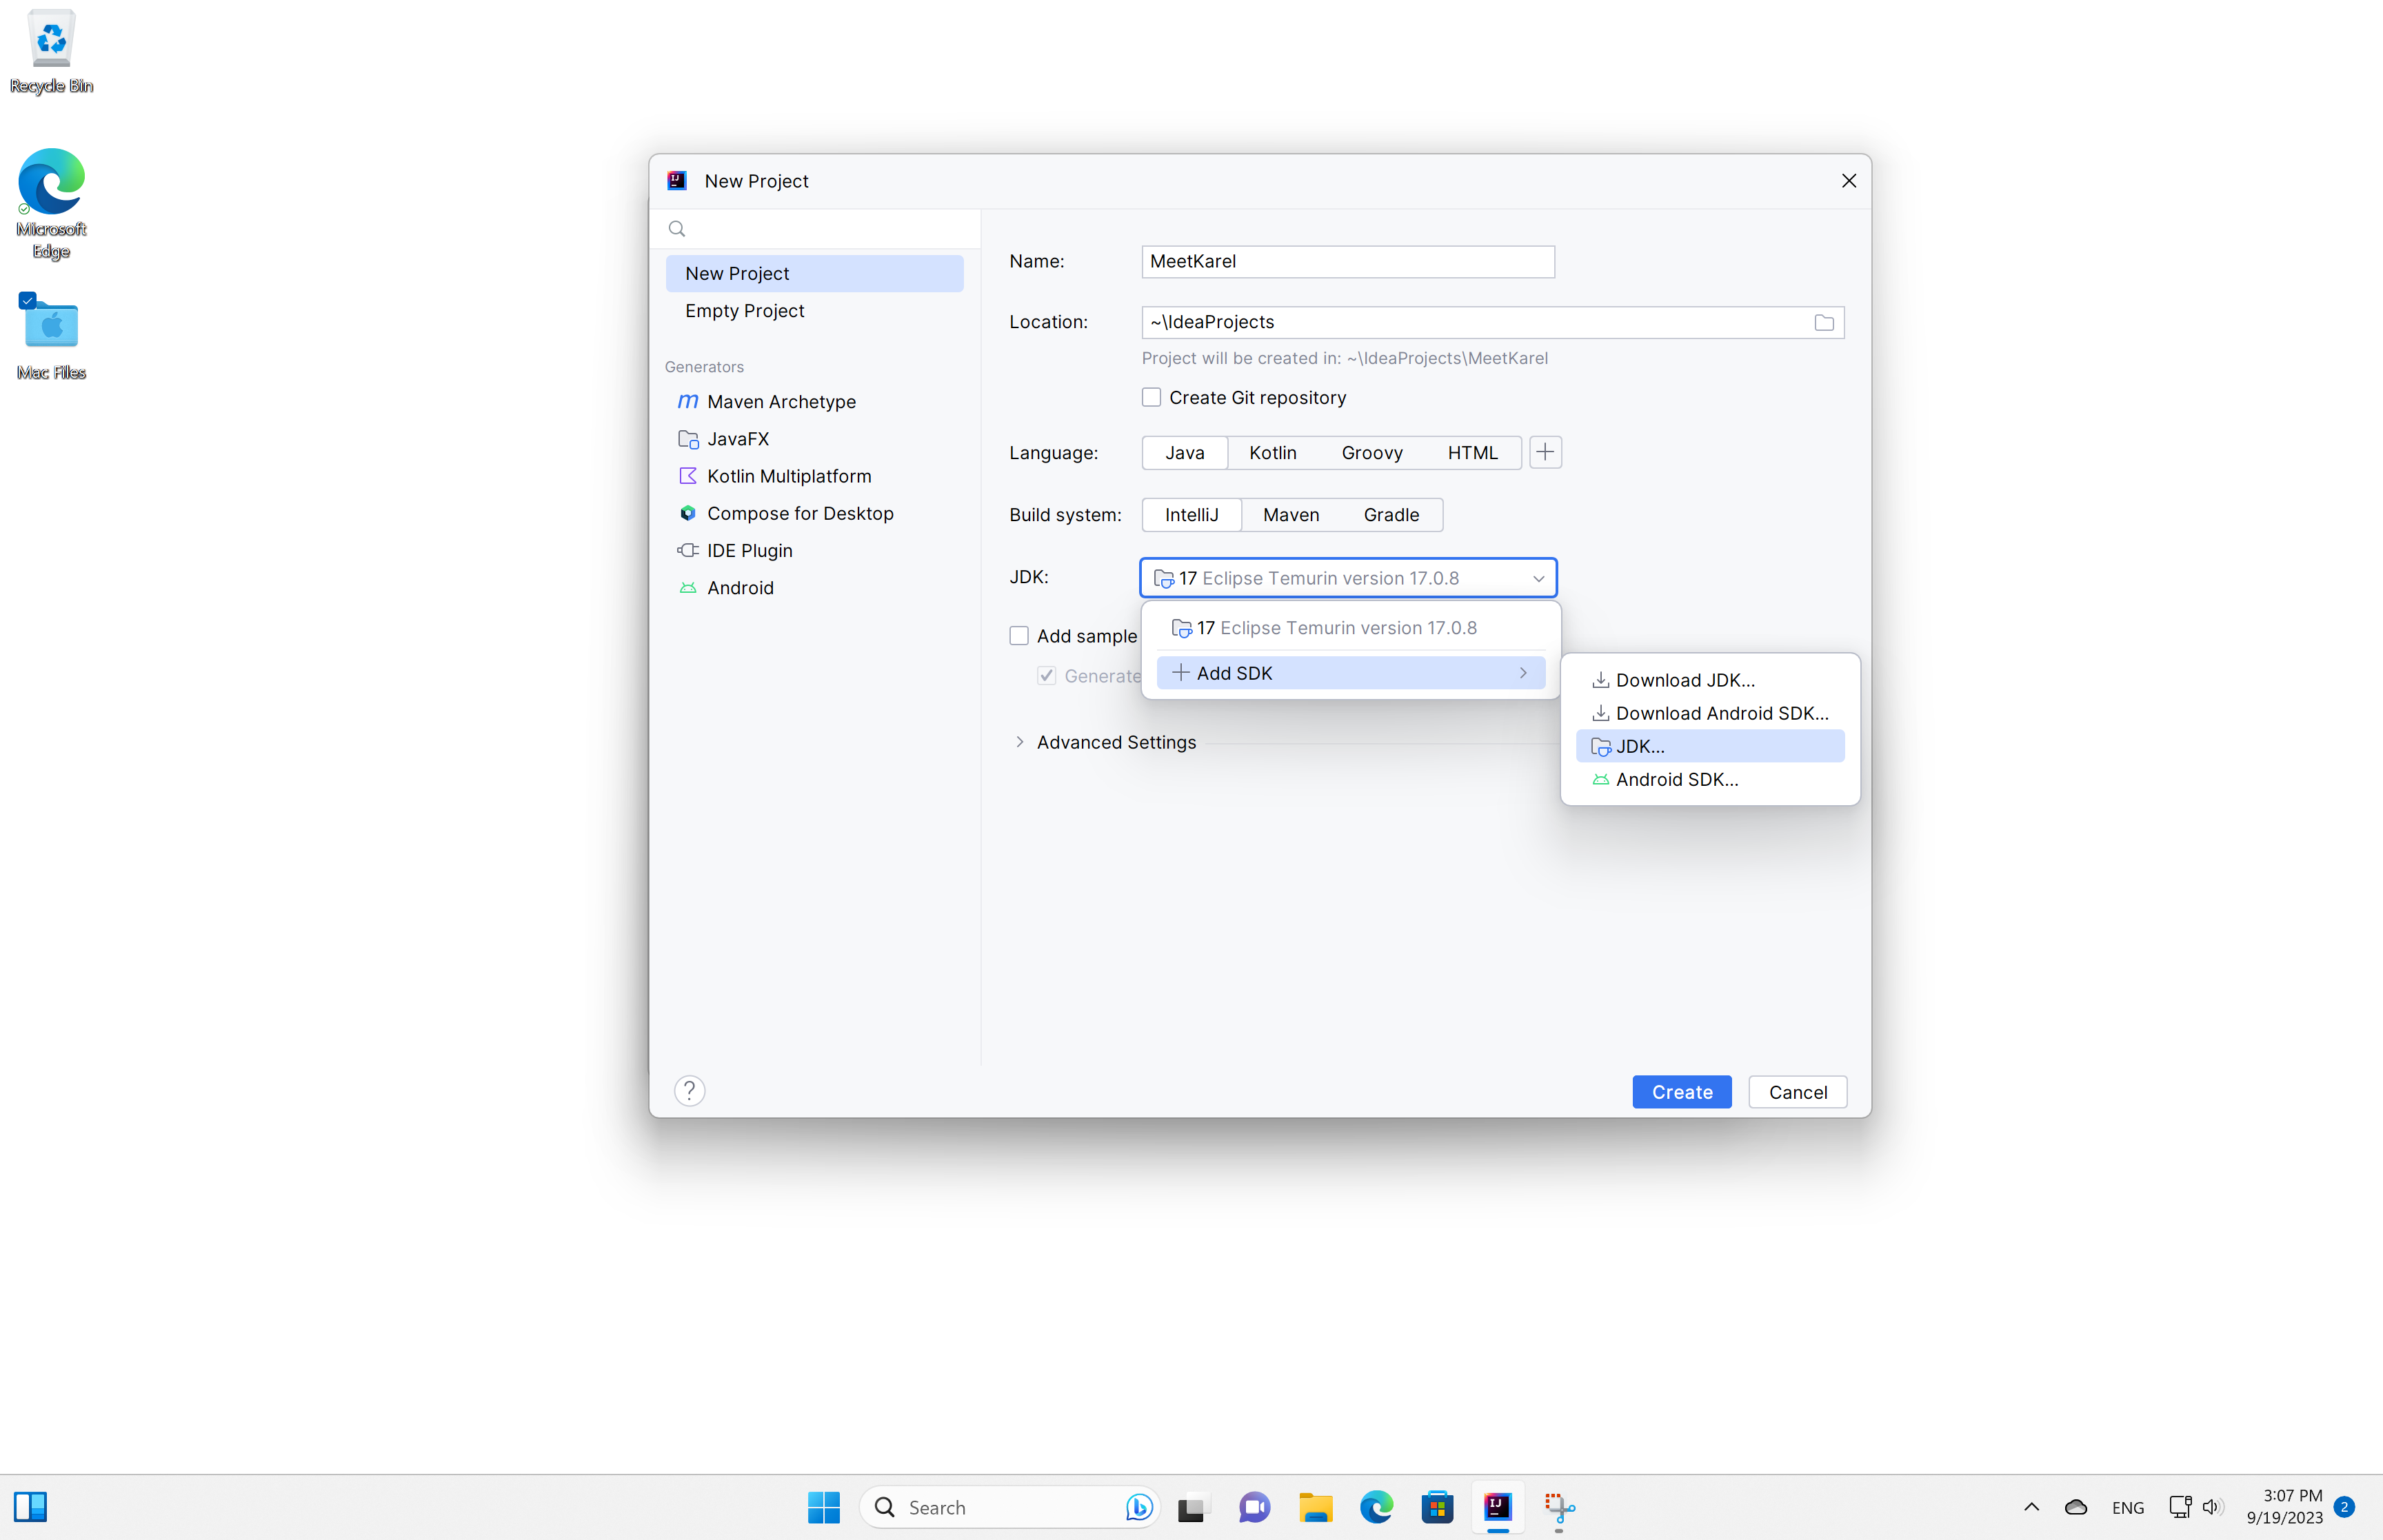 Recycle Bin
Microsoft
Edge
Mac Files
New Project
New Project
Empty Project
Generators
Maven Archetype
JavaFX
Kotlin Multiplatform
Compose for Desktop
IDE Plugin
Android
Name: MeetKarel
Location: ~\IdeaProjects
Project will be created in: ~\IdeaProjects\MeetKarel
Create Git repository
Language: Java Kotlin Groovy HTML
Build system: IntelliJ Maven Gradle
JDK: 17 Eclipse Temurin version 17.0.8
17 Eclipse Temurin version 17.0.8
Add sample
Add SDK
Generate
Download JDK...
Download Android SDK...
JDK...
Android SDK...
Advanced Settings
?
Create Cancel
Search
ENG
3:07 PM
9/19/2023
2